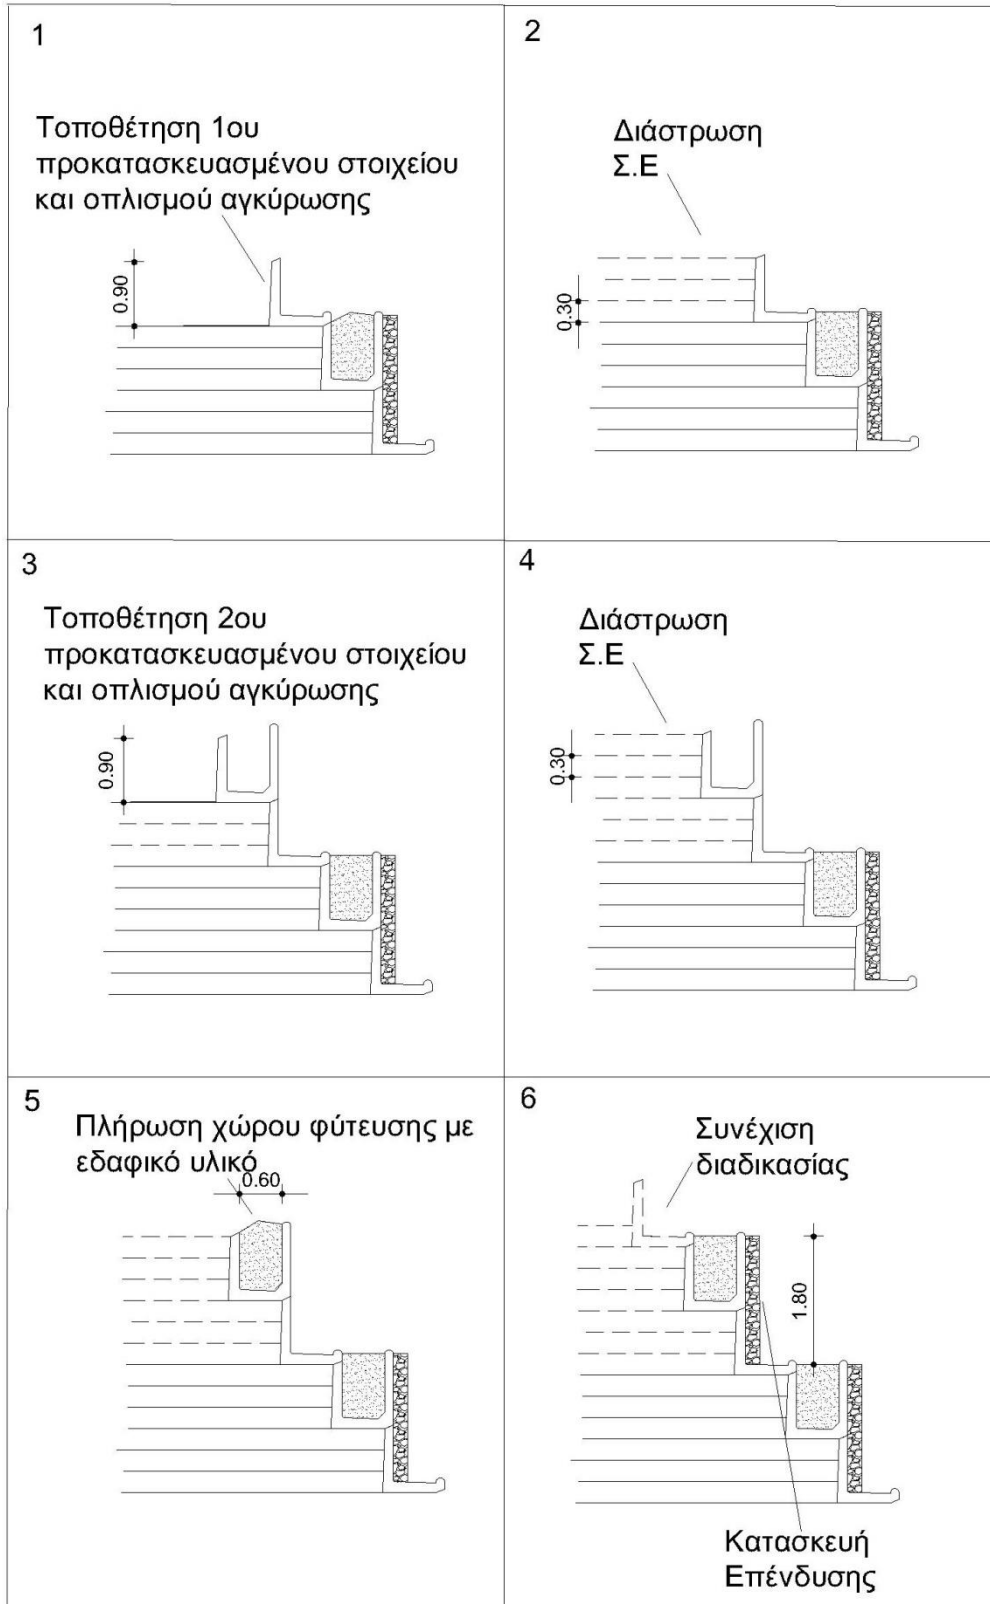 1
Τοποθέτηση 1ου
προκατασκευασμένου στοιχείου
και οπλισμού αγκύρωσης
0.90
2
Διάστρωση
Σ.Ε
0.30
3
Τοποθέτηση 2ου
προκατασκευασμένου στοιχείου
και οπλισμού αγκύρωσης
0.90
4
Διάστρωση
Σ.Ε
0.30
5
Πλήρωση χώρου φύτευσης με
εδαφικό υλικό
0.60
6
Συνέχιση
διαδικασίας
1.80
Κατασκευή
Επένδυσης